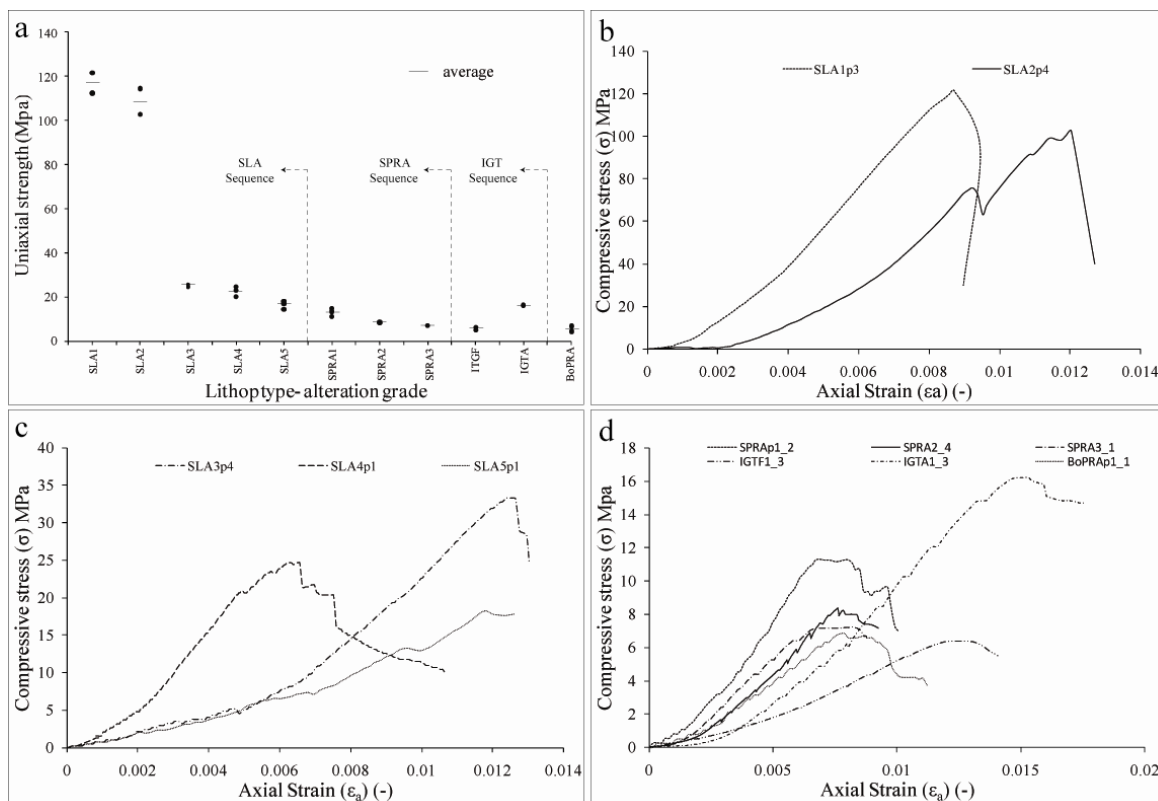 a
Uniaxial strength (Mpa)
140
120
100
80
60
40
20
0
average
SLA
Sequence
SPRA
Sequence
IGT
Sequence
SLA1
SLA2
SLA3
SLA4
SLA5
SPRA1
SPRA2
SPRA3
ITGF
IGTA
BoPRA
Lithoptype- alteration grade
b
SLA1p3
SLA2p4
Compressive stress (σ) MPa
140
120
100
80
60
40
20
0
0
0.002
0.004
0.006
0.008
0.01
0.012
0.014
Axial Strain (εa) (-)
c
SLA3p4
SLA4p1
SLA5p1
Compressive stress (σ) MPa
40
35
30
25
20
15
10
5
0
0
0.002
0.004
0.006
0.008
0.01
0.012
0.014
Axial Strain (εa) (-)
d
SPRAp1_2
SPRA2_4
SPRA3_1
IGTF1_3
IGTA1_3
BoPRAp1_1
Compressive stress (σ) MPa
18
16
14
12
10
8
6
4
2
0
0
0.005
0.01
0.015
0.02
Axial Strain (εa) (-)